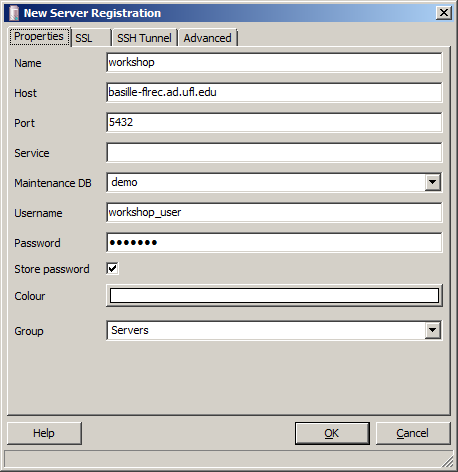 New Server Registration
Properties SSL SSH Tunnel Advanced
Name workshop
Host basille-flrec.ad.ufl.edu
Port 5432
Service
Maintenance DB demo
Username workshop_user
Password •••••••
Store password
Colour
Group Servers
Help OK Cancel